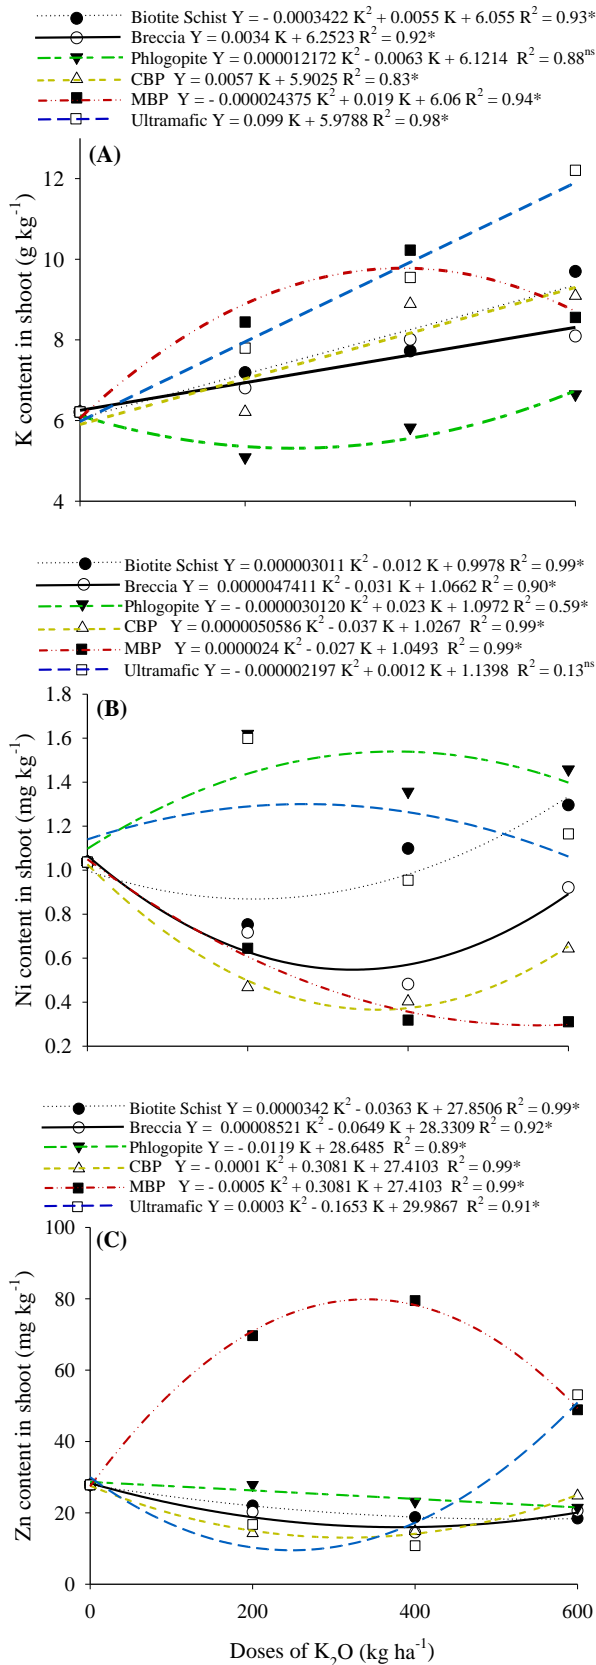 Biotite Schist Y = - 0.0003422 K² + 0.0055 K + 6.055 R² = 0.93*
Breccia Y = 0.0034 K + 6.2523 R² = 0.92*
Phlogopite Y = 0.000012172 K² - 0.0063 K + 6.1214 R² = 0.88ⁿˢ
CBP Y = 0.0057 K + 5.9025 R² = 0.83*
MBP Y = - 0.000024375 K² + 0.019 K + 6.06 R² = 0.94*
Ultramafic Y = 0.099 K + 5.9788 R² = 0.98*
(A)
K content in shoot (g kg⁻¹)
12
10
8
6
4
Biotite Schist Y = 0.000003011 K² - 0.012 K + 0.9978 R² = 0.99*
Breccia Y = 0.0000047411 K² - 0.031 K + 1.0662 R² = 0.90*
Phlogopite Y = - 0.0000030120 K² + 0.023 K + 1.0972 R² = 0.59*
CBP Y = 0.0000050586 K² - 0.037 K + 1.0267 R² = 0.99*
MBP Y = 0.0000024 K² - 0.027 K + 1.0493 R² = 0.99*
Ultramafic Y = - 0.000002197 K² + 0.0012 K + 1.1398 R² = 0.13ⁿˢ
(B)
Ni content in shoot (mg kg⁻¹)
1.8
1.6
1.4
1.2
1.0
0.8
0.6
0.4
0.2
Biotite Schist Y = 0.0000342 K² - 0.0363 K + 27.8506 R² = 0.99*
Breccia Y = 0.00008521 K² - 0.0649 K + 28.3309 R² = 0.92*
Phlogopite Y = - 0.0119 K + 28.6485 R² = 0.89*
CBP Y = - 0.0001 K² + 0.3081 K + 27.4103 R² = 0.99*
MBP Y = - 0.0005 K² + 0.3081 K + 27.4103 R² = 0.99*
Ultramafic Y = 0.0003 K² - 0.1653 K + 29.9867 R² = 0.91*
(C)
Zn content in shoot (mg kg⁻¹)
100
80
60
40
20
0
0 200 400 600
Doses of K₂O (kg ha⁻¹)